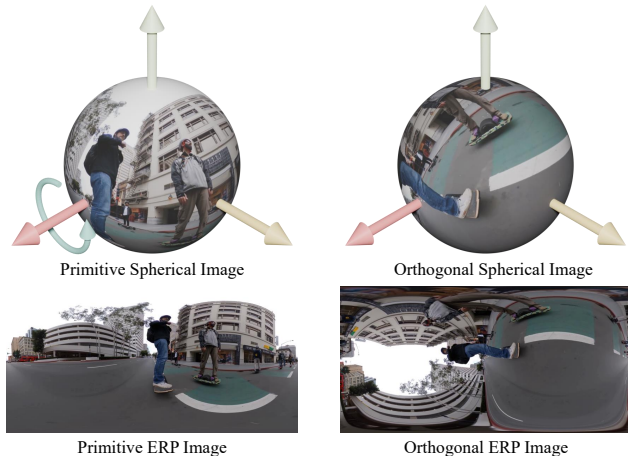 Primitive Spherical Image
Orthogonal Spherical Image
Primitive ERP Image
Orthogonal ERP Image